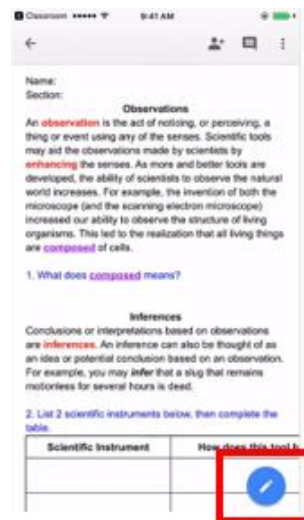 Classroom 9:41 AM
Name:
Section:
Observations
An observation is the act of noticing, or perceiving, a
thing or event using any of the senses. Scientific tools
may aid the observations made by scientists by
enhancing the senses. As more and better tools are
developed, the ability of scientists to observe the natural
world increases. For example, the invention of both the
microscope (and the scanning electron microscope)
increased our ability to observe the structure of living
organisms. This led to the realization that all living things
are composed of cells.
1. What does composed means?
Inferences
Conclusions or interpretations based on observations
are inferences. An inference can also be thought of as
an idea or potential conclusion based on an observation.
For example, you may infer that a slug that remains
motionless for several hours is dead.
2. List 2 scientific instruments below, then complete the
table.
Scientific Instrument How does this tool h